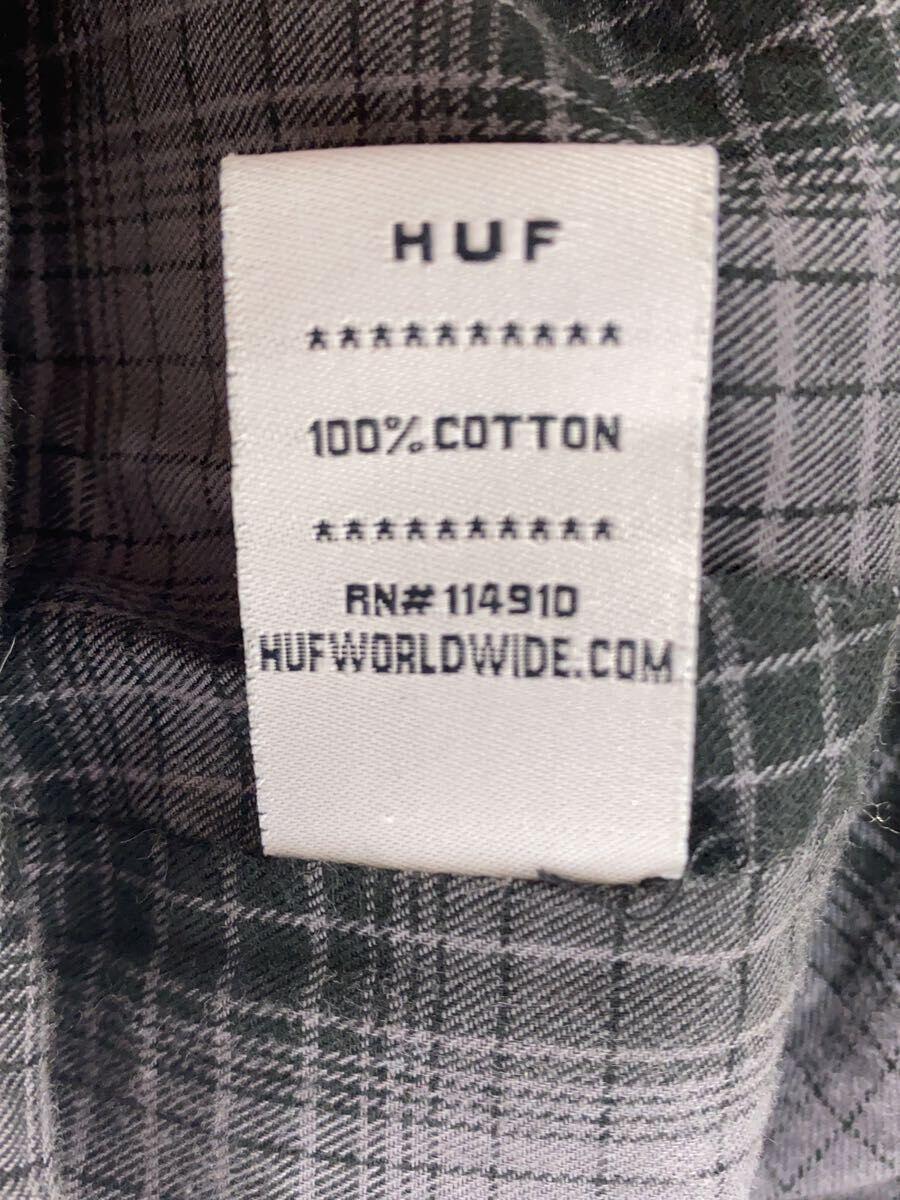 HUF
**********
100% COTTON
**********
RN# 114910
HUFWORLDWIDE.COM